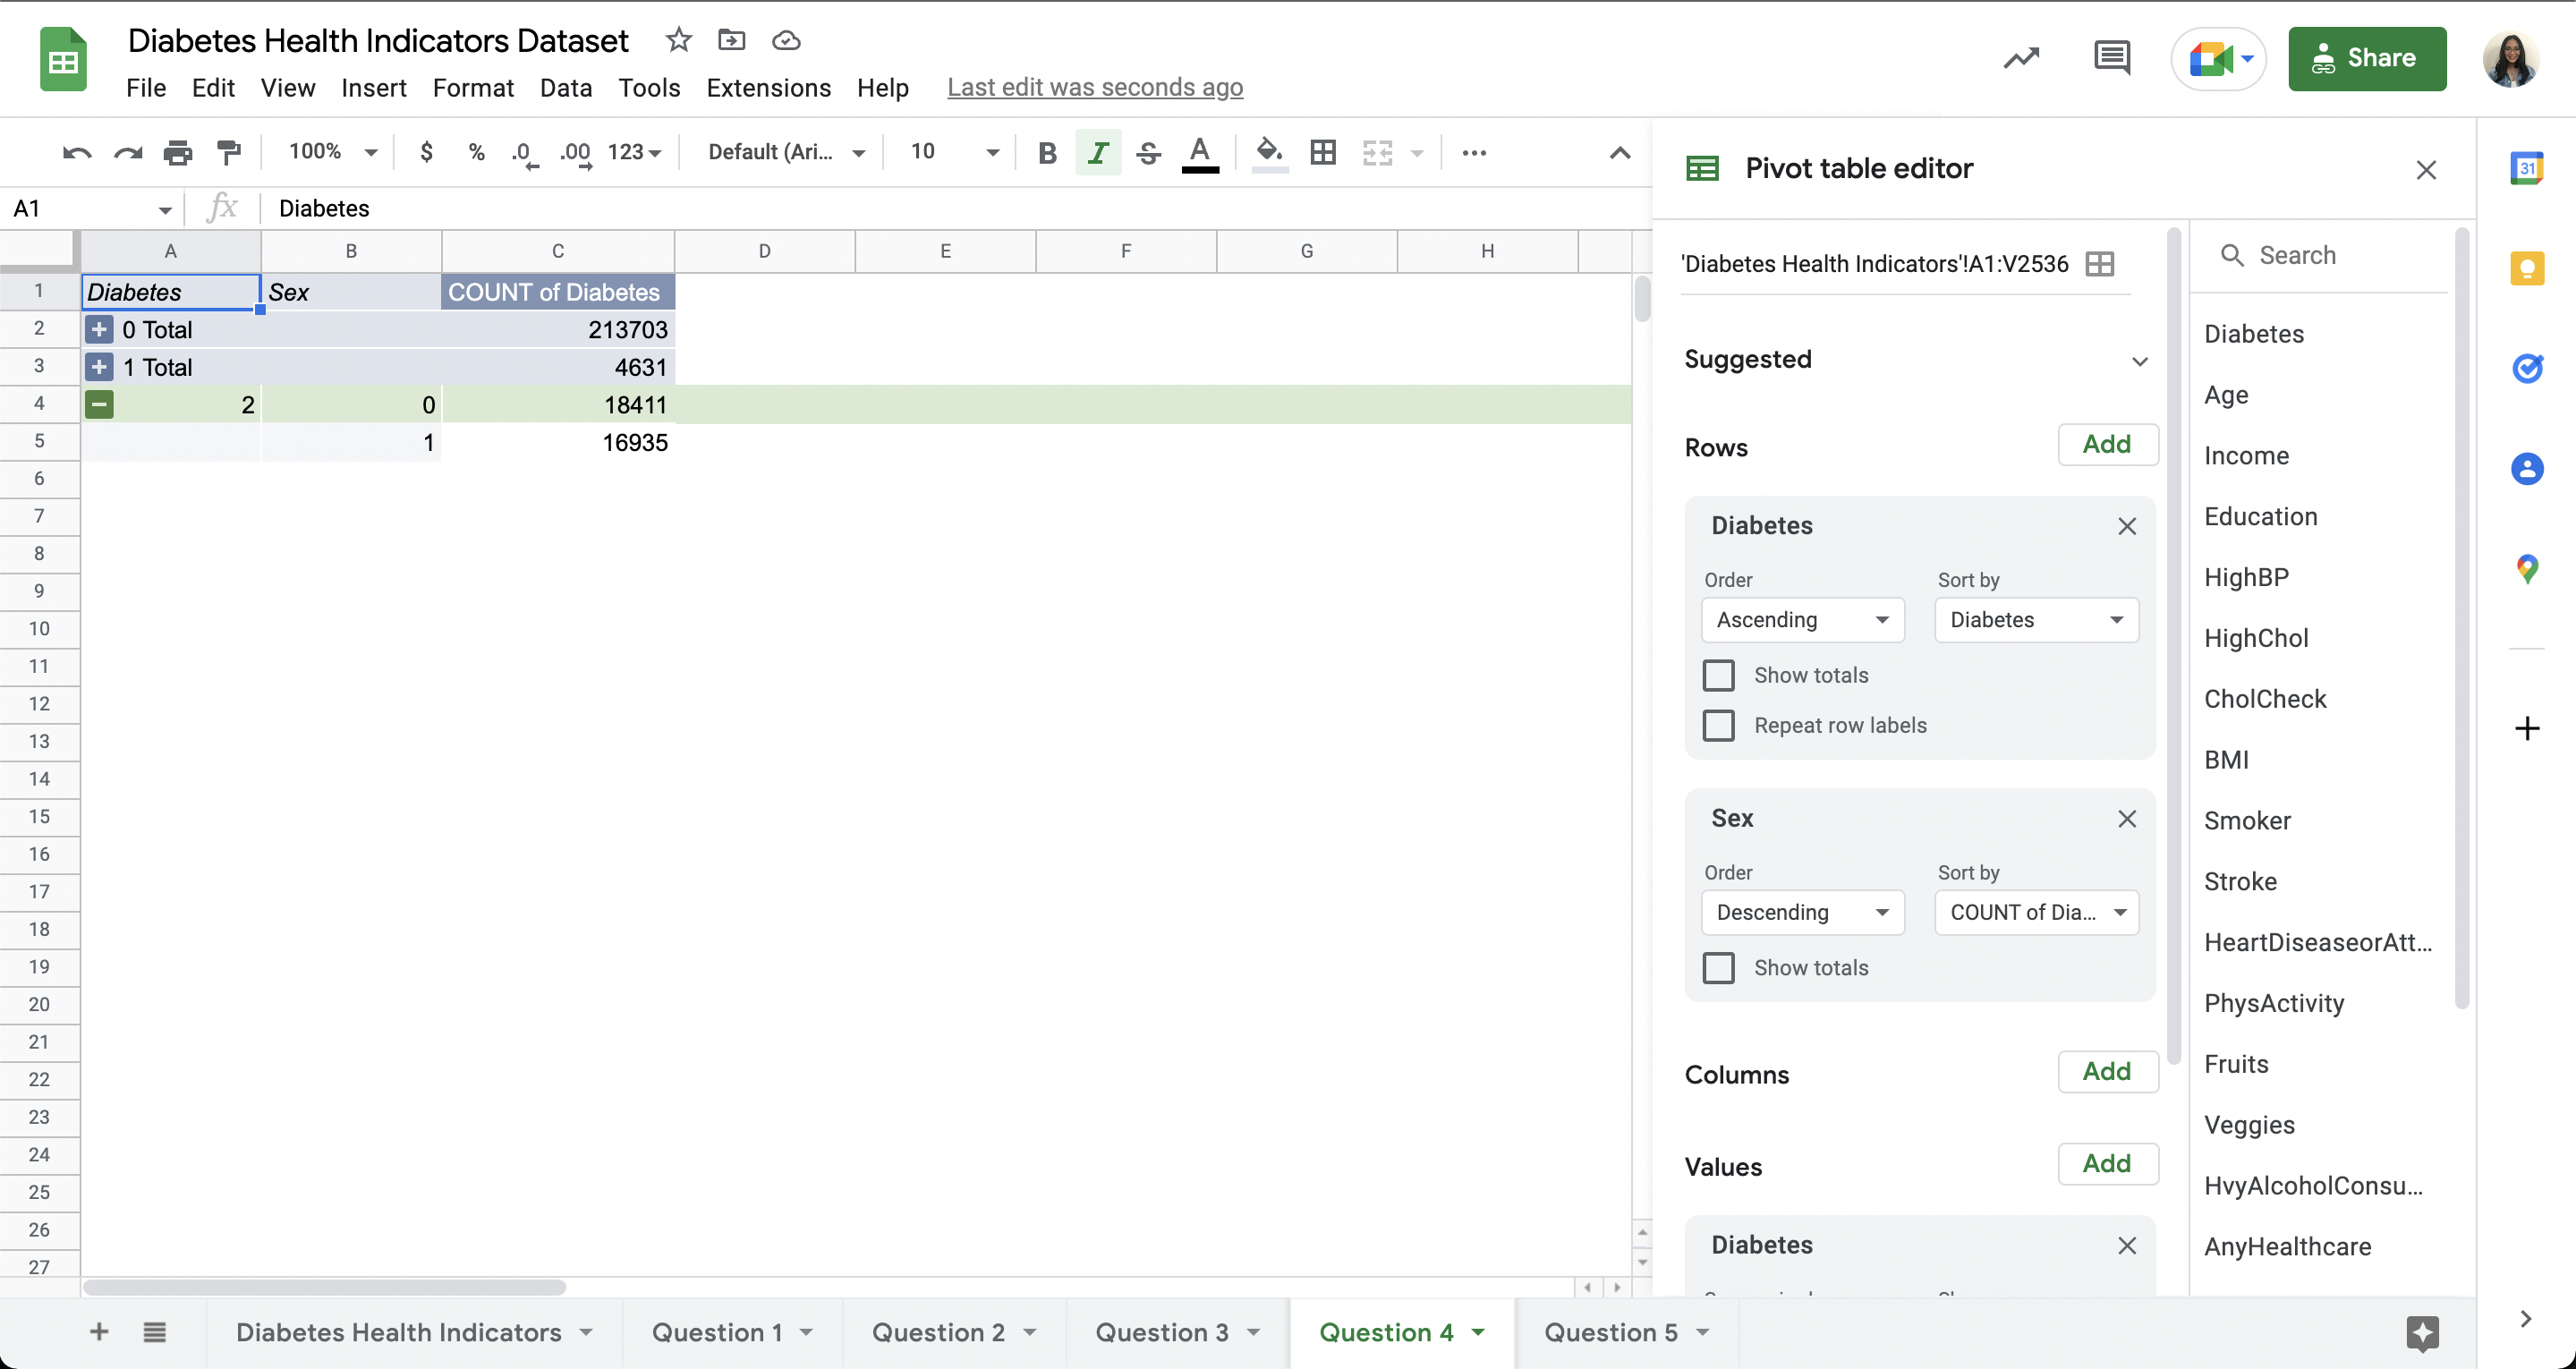 Diabetes Health Indicators Dataset
File Edit View Insert Format Data Tools Extensions Help Last edit was seconds ago
Share
100% $ % .0 .00 123 Default (Ari... 10 B I S A
A1 fx Diabetes
A B C D E F G H
1 Diabetes Sex COUNT of Diabetes
2 + 0 Total 213703
3 + 1 Total 4631
4 − 2 0 18411
5 1 16935
6
7
8
9
10
11
12
13
14
15
16
17
18
19
20
21
22
23
24
25
26
27
Pivot table editor
'Diabetes Health Indicators'!A1:V2536
Suggested
Rows Add
Diabetes
Order Sort by
Ascending Diabetes
Show totals
Repeat row labels
Sex
Order Sort by
Descending COUNT of Dia...
Show totals
Columns Add
Values Add
Diabetes
Search
Diabetes
Age
Income
Education
HighBP
HighChol
CholCheck
BMI
Smoker
Stroke
HeartDiseaseorAtt...
PhysActivity
Fruits
Veggies
HvyAlcoholConsu...
AnyHealthcare
31
+ Diabetes Health Indicators Question 1 Question 2 Question 3 Question 4 Question 5